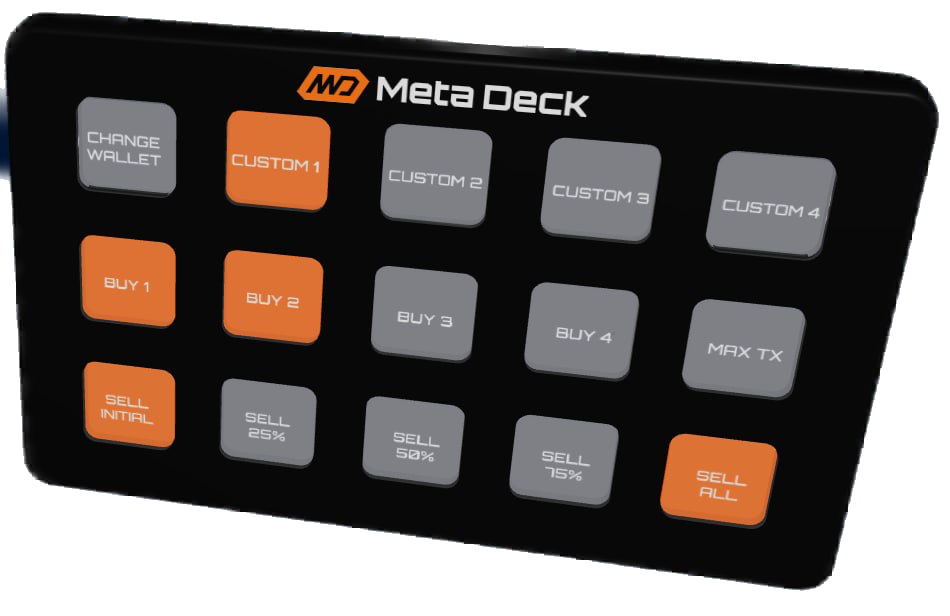 Meta Deck
CHANGE
WALLET
CUSTOM 1
CUSTOM 2
CUSTOM 3
CUSTOM 4
BUY 1
BUY 2
BUY 3
BUY 4
MAX TX
SELL
INITIAL
SELL
25%
SELL
50%
SELL
75%
SELL
ALL